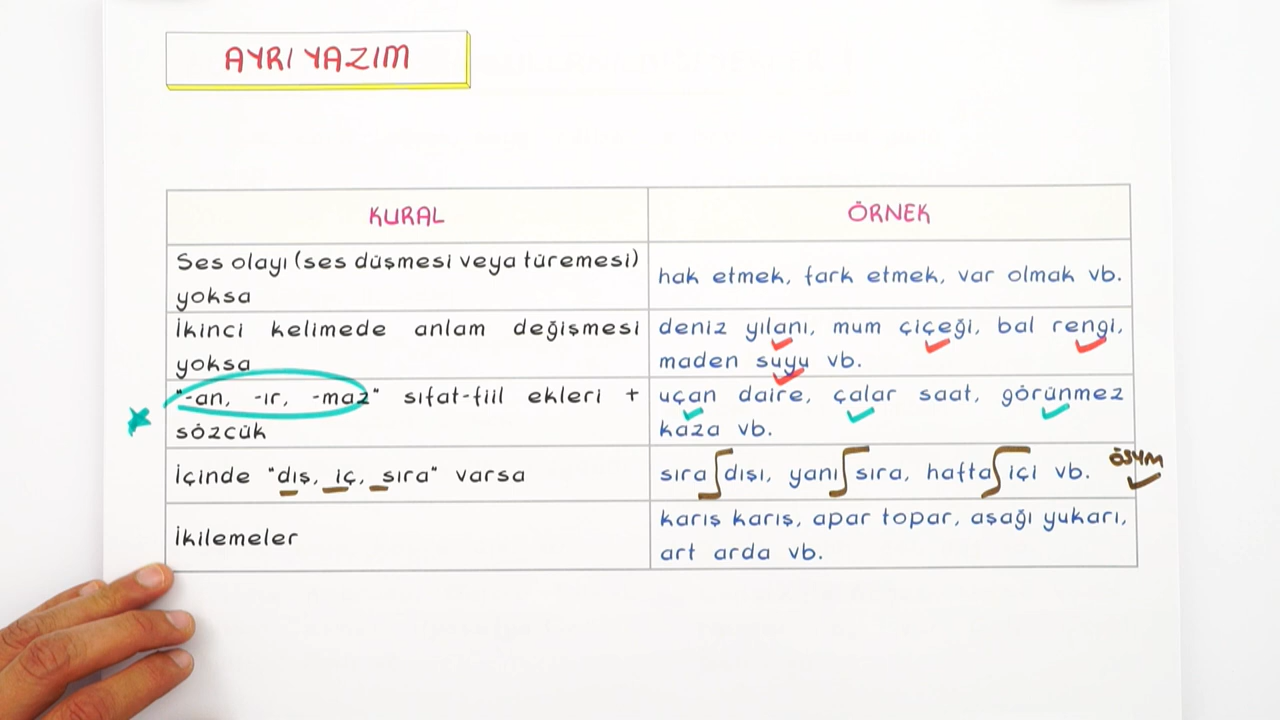 AYRI YAZIM
KURAL
ÖRNEK
Ses olayı (ses düşmesi veya türemesi)
yoksa
hak etmek, fark etmek, var olmak vb.
İkinci kelimede anlam değişmesi
yoksa
deniz yılanı, mum çiçeği, bal rengi,
maden suyu vb.
"-an, -ır, -maz" sıfat-fiil ekleri +
sözcük
uçan daire, çalar saat, görünmez
kaza vb.
İçinde "dış, iç, sıra" varsa
sıra dışı, yanı sıra, hafta içi vb.
ÖSYM
İkilemeler
karış karış, apar topar, aşağı yukarı,
art arda vb.